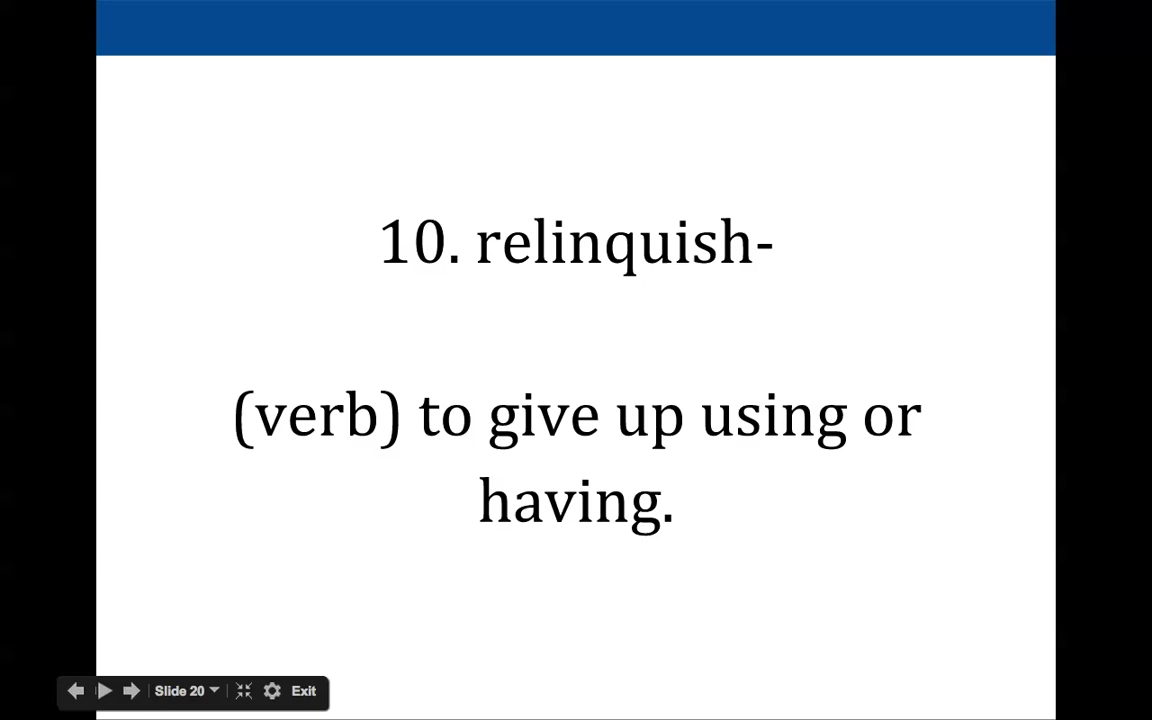 10. relinquish-
(verb) to give up using or
having.
Slide 20
Exit